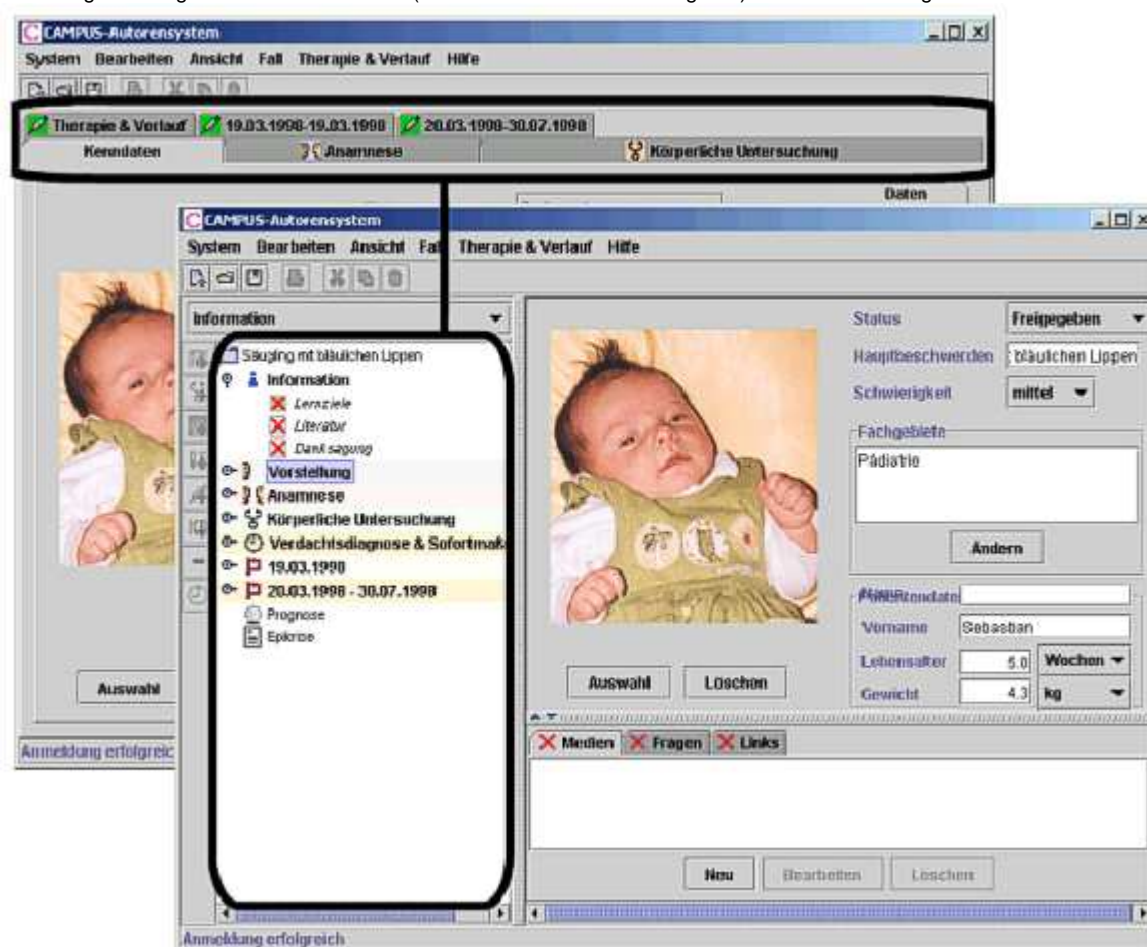 CAMPUS-Autorensystem
System Bearbeiten Ansicht Fall Therapie & Verlauf Hilfe
Therapie & Verlauf 19.03.1998-19.03.1998 20.03.1998-30.07.1998
Kenndaten Anamnese Körperliche Untersuchung
Daten
Auswahl
CAMPUS-Autorensystem
System Bearbeiten Ansicht Fall Therapie & Verlauf Hilfe
Information
Säugling mit bläulichen Lippen
Information
Lernziele
Literatur
Danksagung
Vorstellung
Anamnese
Körperliche Untersuchung
Verdachtsdiagnose & Sofortmaß
19.03.1998
20.03.1998 - 30.07.1998
Prognose
Epikrise
Status Freigegeben
Hauptbeschwerden bläulichen Lippen
Schwierigkeit mittel
Fachgebiete
Pädiatrie
Ändern
Vorname Sebastian
Lebensalter 5.0 Wochen
Gewicht 4.3 kg
Auswahl Löschen
Medien Fragen Links
Neu Bearbeiten Löschen
Anmeldung erfolgreic
Anmeldung erfolgreich